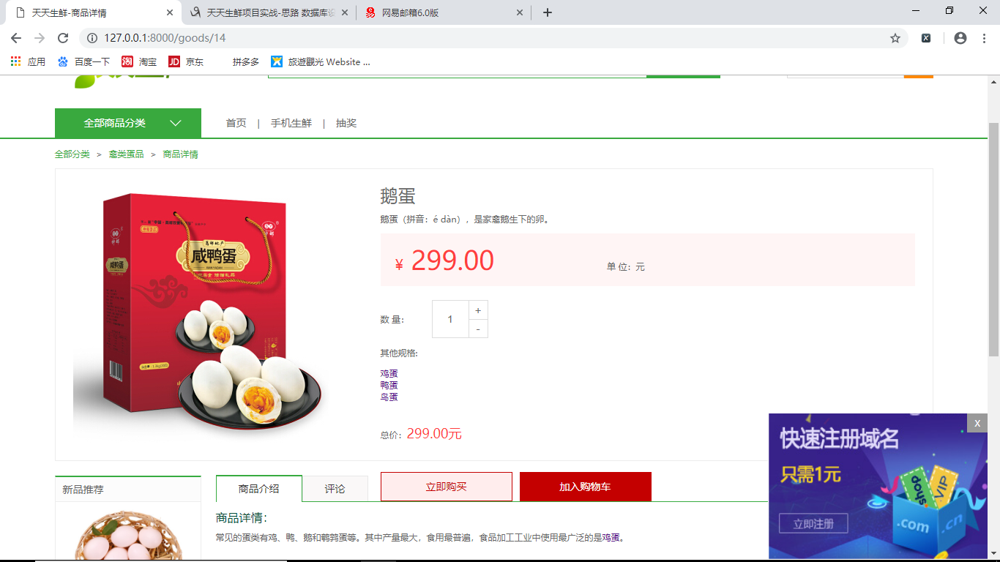 天天生鲜-商品详情
天天生鲜项目实战-思路 数据库设
网易邮箱6.0版
127.0.0.1:8000/goods/14
应用 百度一下 淘宝 京东 拼多多 旅遊觀光 Website ...
全部商品分类 首页 | 手机生鲜 | 抽奖
全部分类 > 禽类蛋品 > 商品详情
鹅蛋
鹅蛋（拼音：é dàn），是家禽鹅生下的卵。
¥ 299.00 单 位：元
数 量: 1 + -
其他规格:
鸡蛋
鸭蛋
鸟蛋
总价：299.00元
立即购买 加入购物车
咸鸭蛋
XIAN YA DAN
咸鸭蛋
新品推荐
商品介绍 评论
商品详情：
常见的蛋类有鸡、鸭、鹅和鹌鹑蛋等。其中产量最大，食用最普遍，食品加工工业中使用最广泛的是鸡蛋。
X
快速注册域名
只需1元
立即注册
shop
VIP
.com
.cn